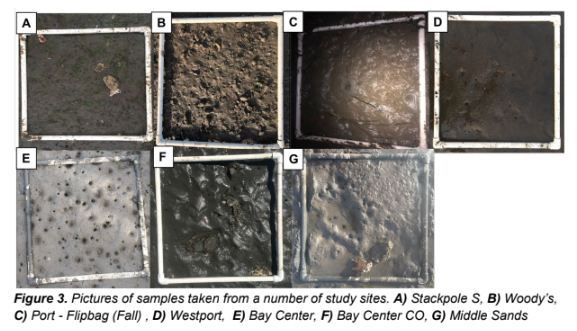 A
B
C
D
E
F
G
Figure 3. Pictures of samples taken from a number of study sites. A) Stackpole S, B) Woody's,
C) Port - Flipbag (Fall) , D) Westport, E) Bay Center, F) Bay Center CO, G) Middle Sands